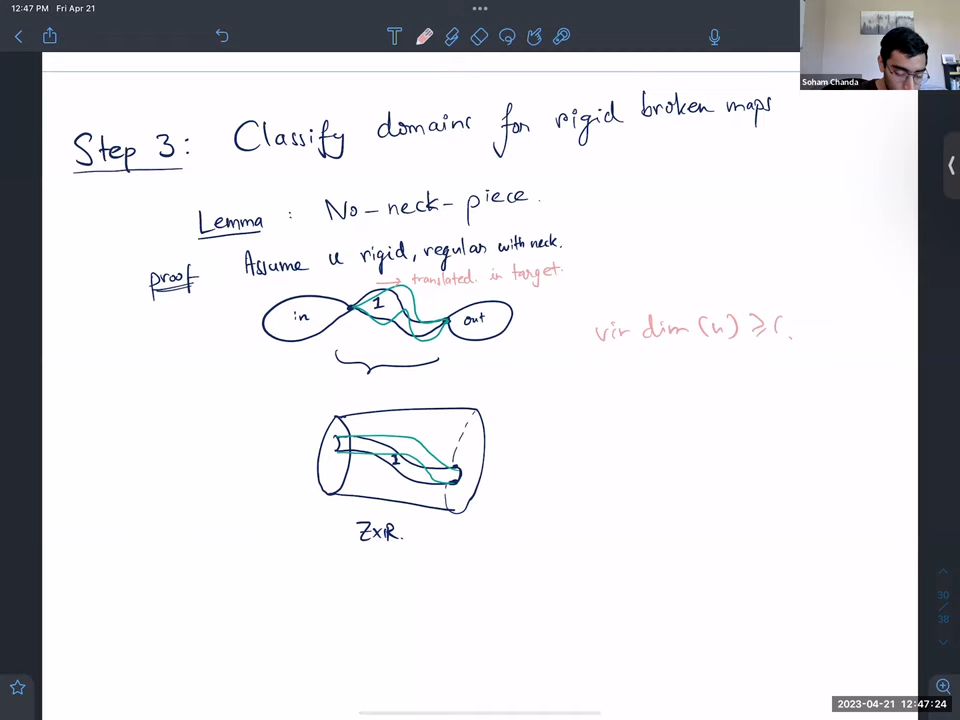 12:47 PM Fri Apr 21
Soham Chanda
Step 3: Classify domains for rigid broken maps
Lemma : No-neck-piece.
proof Assume u rigid, regular with neck.
→ translated in target.
in 1 out
vir dim (u) ≥
1
Z×R.
30
/
38
2023-04-21 12:47:24